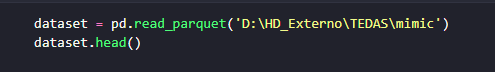 dataset = pd.read_parquet('D:\HD_Externo\TEDAS\mimic')
dataset.head()